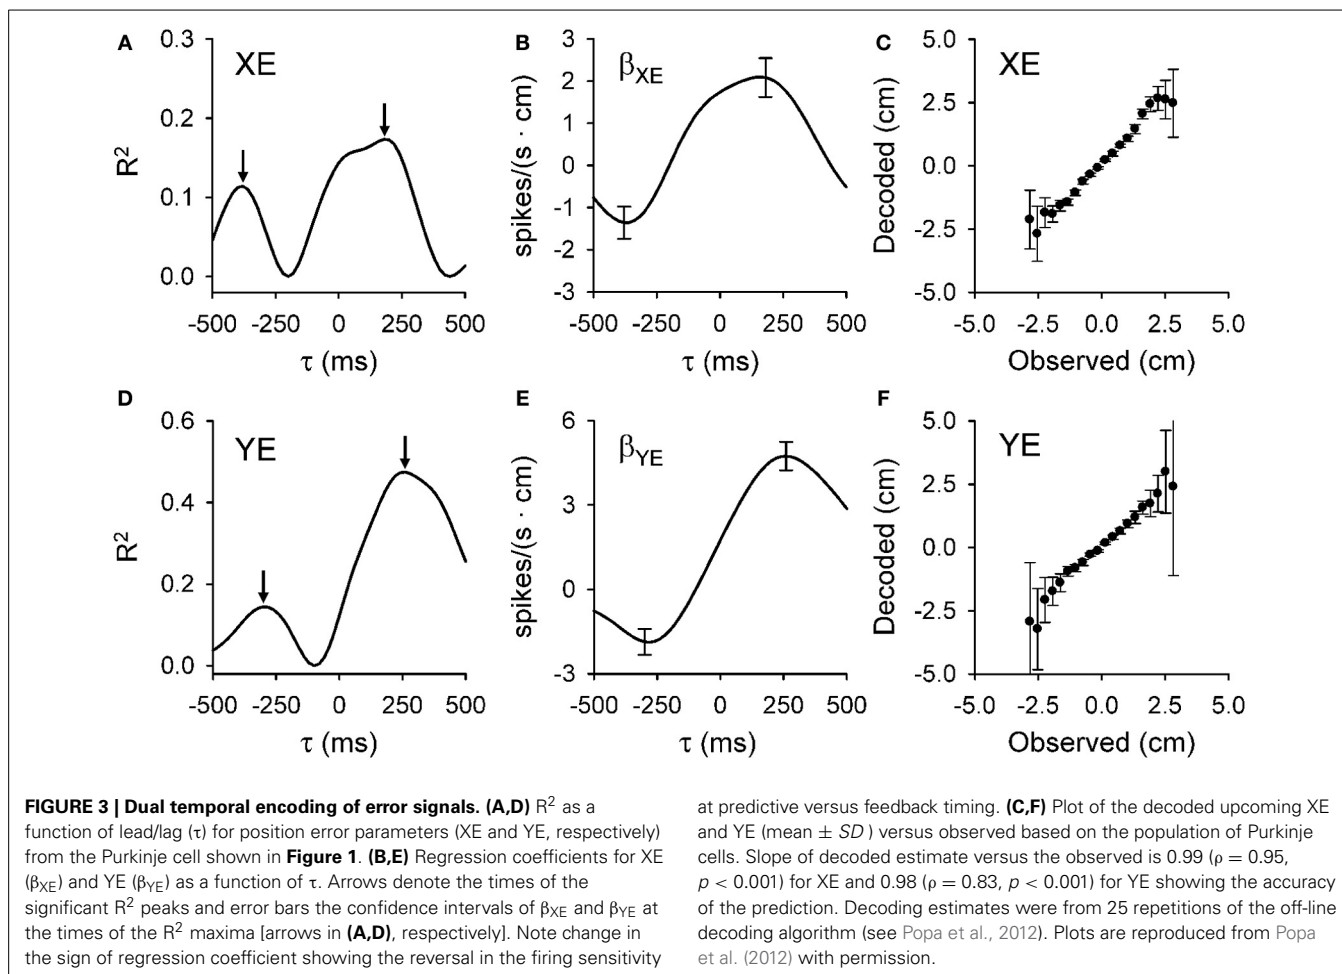 A
0.3
0.2
0.1
0.0
R²
XE
-500 -250 0 250 500
τ (ms)
B
3
2
1
0
-1
-2
-3
spikes/(s · cm)
βXE
-500 -250 0 250 500
τ (ms)
C
5.0
2.5
0.0
-2.5
-5.0
Decoded (cm)
XE
-5.0 -2.5 0.0 2.5 5.0
Observed (cm)
D
0.6
0.4
0.2
0.0
R²
YE
-500 -250 0 250 500
τ (ms)
E
6
3
0
-3
spikes/(s · cm)
βYE
-500 -250 0 250 500
τ (ms)
F
5.0
2.5
0.0
-2.5
-5.0
Decoded (cm)
YE
-5.0 -2.5 0.0 2.5 5.0
Observed (cm)
FIGURE 3 | Dual temporal encoding of error signals. (A,D) R² as a
function of lead/lag (τ) for position error parameters (XE and YE, respectively)
from the Purkinje cell shown in Figure 1. (B,E) Regression coefficients for XE
(βXE) and YE (βYE) as a function of τ. Arrows denote the times of the
significant R² peaks and error bars the confidence intervals of βXE and βYE at
the times of the R² maxima [arrows in (A,D), respectively]. Note change in
the sign of regression coefficient showing the reversal in the firing sensitivity
at predictive versus feedback timing. (C,F) Plot of the decoded upcoming XE
and YE (mean ± SD) versus observed based on the population of Purkinje
cells. Slope of decoded estimate versus the observed is 0.99 (ρ = 0.95,
p < 0.001) for XE and 0.98 (ρ = 0.83, p < 0.001) for YE showing the accuracy
of the prediction. Decoding estimates were from 25 repetitions of the off-line
decoding algorithm (see Popa et al., 2012). Plots are reproduced from Popa
et al. (2012) with permission.